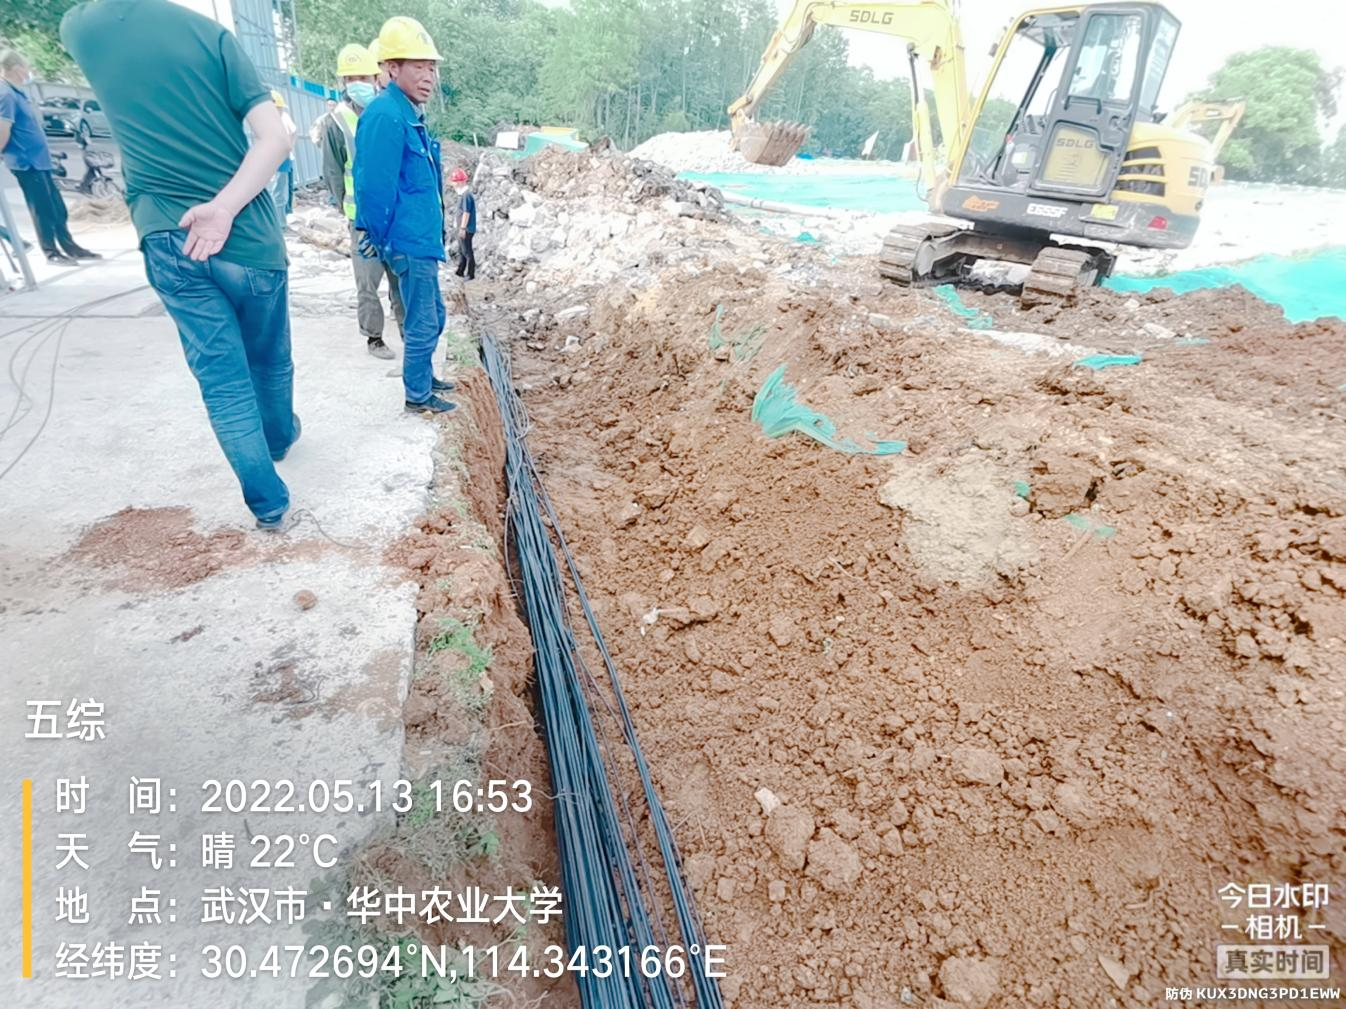 SDLG
SDLG
E655F
五综
时 间：2022.05.13 16:53
天 气：晴 22°C
地 点：武汉市·华中农业大学
经纬度：30.472694°N,114.343166°E
今日水印
相机
真实时间
防伪 KUX3DNG3PD1EWW